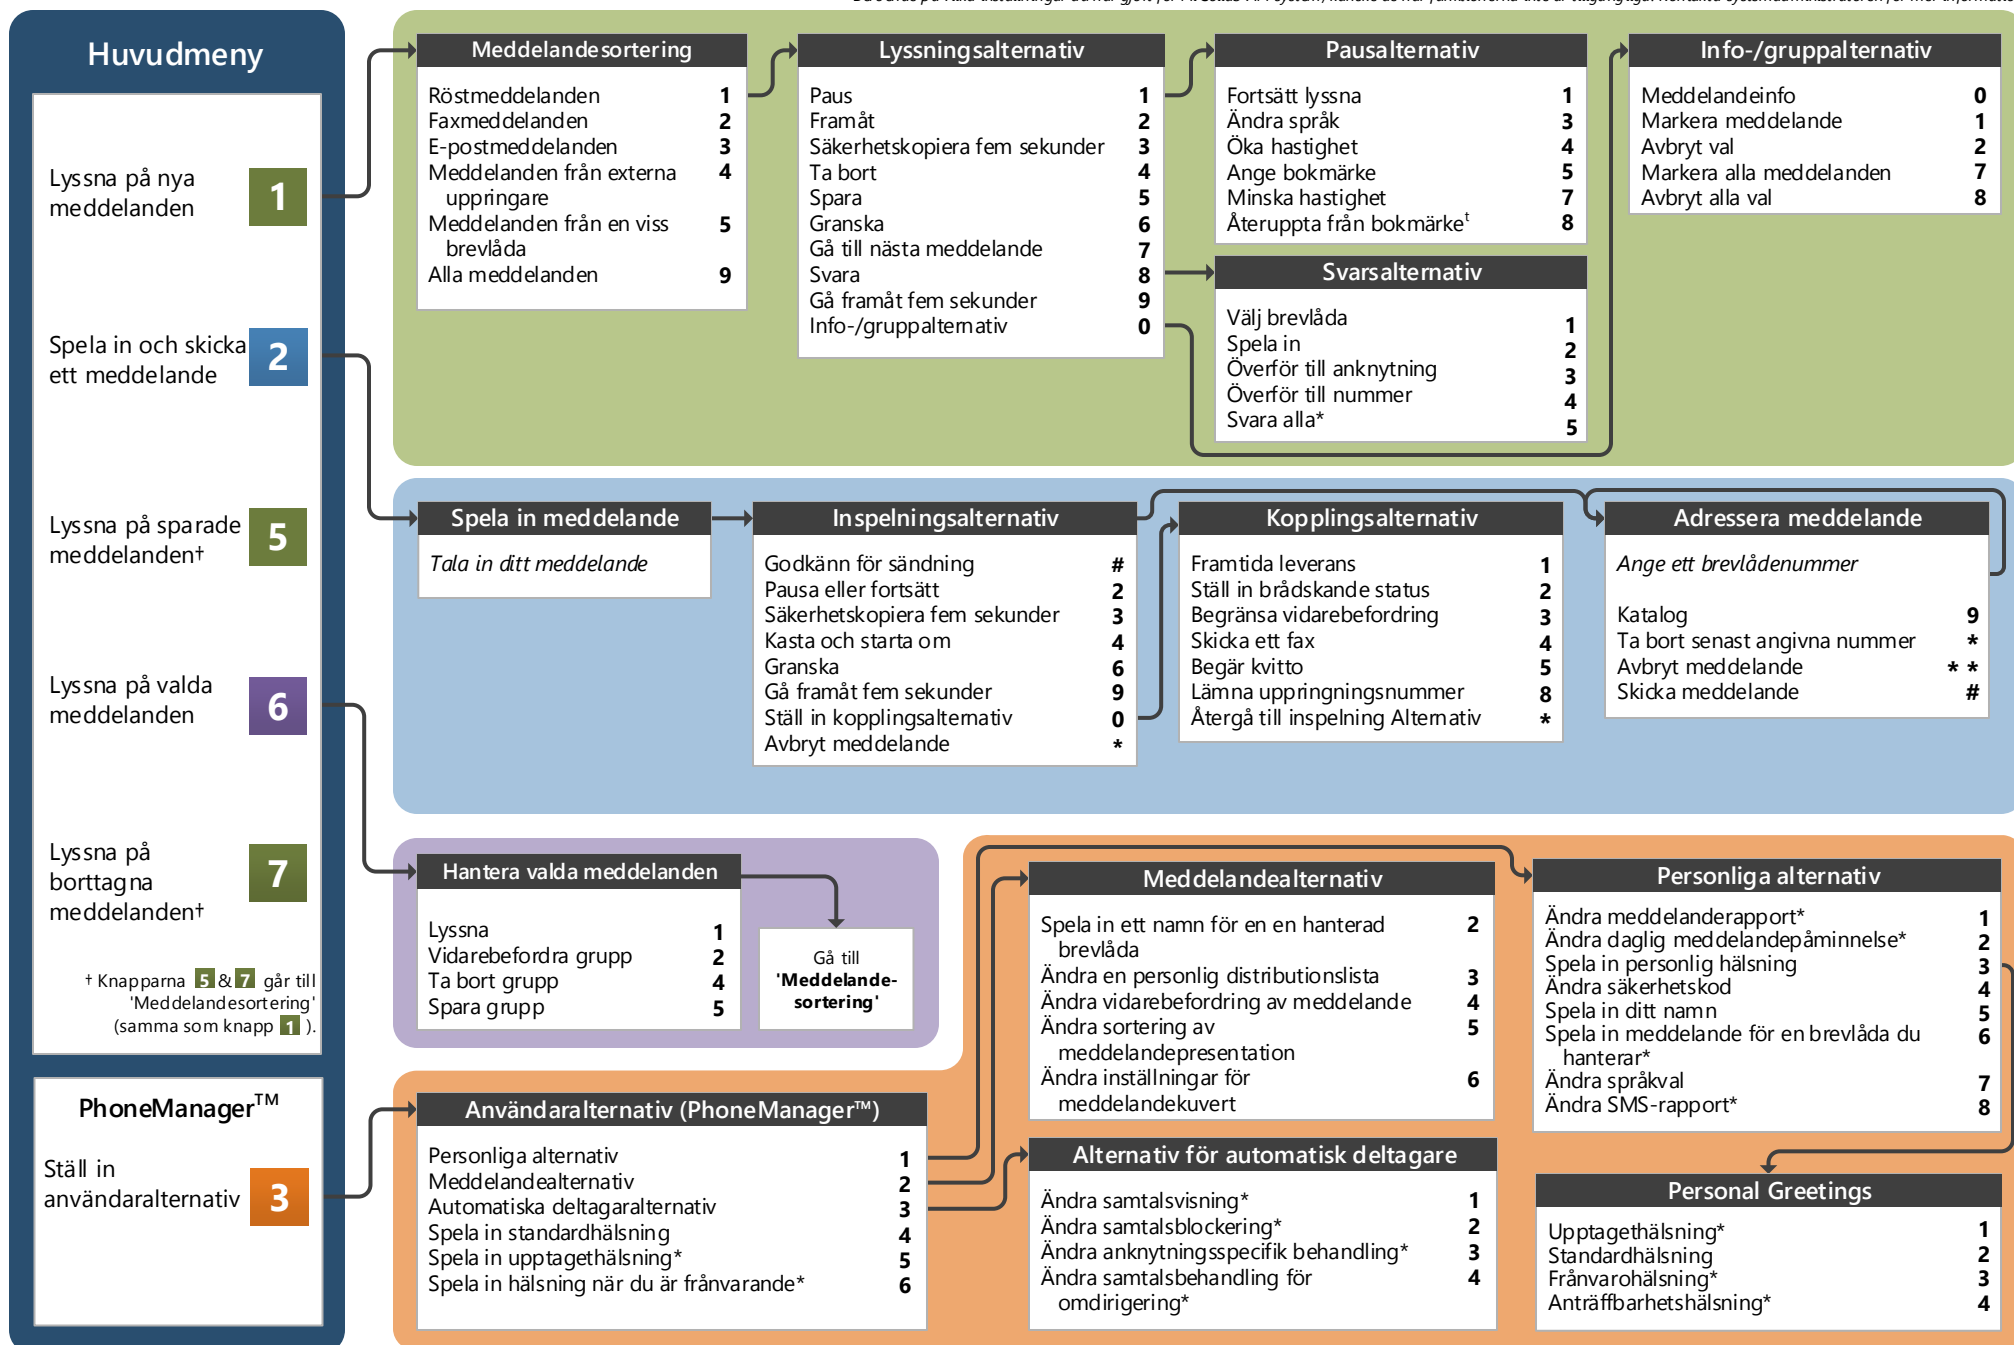 Huvudmeny
Lyssna på nya
meddelanden
1
Spela in och skicka
ett meddelande
2
Lyssna på sparade
meddelanden†
5
Lyssna på valda
meddelanden
6
Lyssna på
borttagna
meddelanden†
7
† Knapparna 5 & 7 går till
'Meddelandesortering'
(samma som knapp 1 ).
PhoneManager™
Ställ in
användaralternativ
3
Meddelandesortering
Röstmeddelanden 1
Faxmeddelanden 2
E-postmeddelanden 3
Meddelanden från externa 4
uppringare
Meddelanden från en viss 5
brevlåda
Alla meddelanden 9
Lyssningsalternativ
Paus 1
Framåt 2
Säkerhetskopiera fem sekunder 3
Ta bort 4
Spara 5
Granska 6
Gå till nästa meddelande 7
Svara 8
Gå framåt fem sekunder 9
Info-/gruppalternativ 0
Pausalternativ
Fortsätt lyssna 1
Ändra språk 3
Öka hastighet 4
Ange bokmärke 5
Minska hastighet 7
Återuppta från bokmärke† 8
Svarsalternativ
Välj brevlåda 1
Spela in 2
Överför till anknytning 3
Överför till nummer 4
Svara alla* 5
Info-/gruppalternativ
Meddelandeinfo 0
Markera meddelande 1
Avbryt val 2
Markera alla meddelanden 7
Avbryt alla val 8
Spela in meddelande
Tala in ditt meddelande
Inspelningsalternativ
Godkänn för sändning #
Pausa eller fortsätt 2
Säkerhetskopiera fem sekunder 3
Kasta och starta om 4
Granska 6
Gå framåt fem sekunder 9
Ställ in kopplingsalternativ 0
Avbryt meddelande *
Kopplingsalternativ
Framtida leverans 1
Ställ in brådskande status 2
Begränsa vidarebefordring 3
Skicka ett fax 4
Begär kvitto 5
Lämna uppringningsnummer 8
Återgå till inspelning Alternativ *
Adressera meddelande
Ange ett brevlådenummer
Katalog 9
Ta bort senast angivna nummer *
Avbryt meddelande * *
Skicka meddelande #
Hantera valda meddelanden
Lyssna 1
Vidarebefordra grupp 2
Ta bort grupp 4
Spara grupp 5
Gå till
'Meddelande-
sortering'
Användaralternativ (PhoneManager™)
Personliga alternativ 1
Meddelandealternativ 2
Automatiska deltagaralternativ 3
Spela in standardhälsning 4
Spela in upptagethälsning* 5
Spela in hälsning när du är frånvarande* 6
Meddelandealternativ
Spela in ett namn för en en hanterad 2
brevlåda
Ändra en personlig distributionslista 3
Ändra vidarebefordring av meddelande 4
Ändra sortering av 5
meddelandepresentation
Ändra inställningar för 6
meddelandekuvert
Alternativ för automatisk deltagare
Ändra samtalsvisning* 1
Ändra samtalsblockering* 2
Ändra anknytningsspecifik behandling* 3
Ändra samtalsbehandling för 4
omdirigering*
Personliga alternativ
Ändra meddelanderapport* 1
Ändra daglig meddelandepåminnelse* 2
Spela in personlig hälsning 3
Ändra säkerhetskod 4
Spela in ditt namn 5
Spela in meddelande för en brevlåda du 6
hanterar*
Ändra språkval 7
Ändra SMS-rapport* 8
Personal Greetings
Upptagethälsning* 1
Standardhälsning 2
Frånvarohälsning* 3
Anträffbarhetshälsning* 4